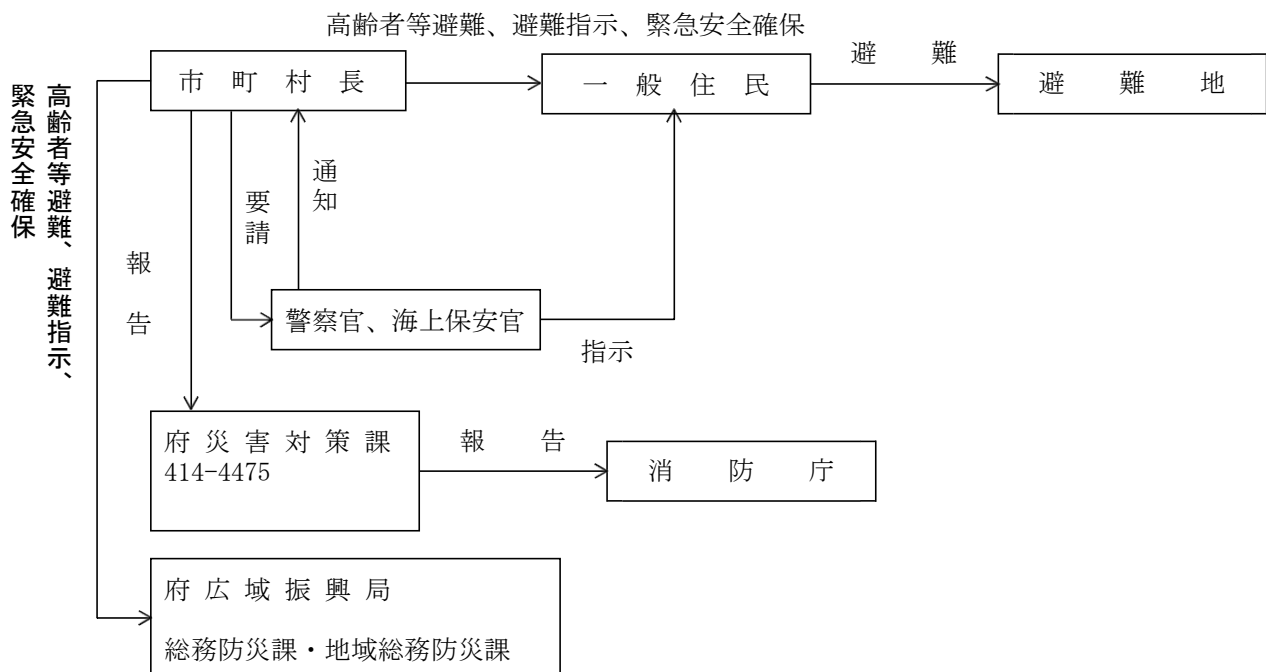 高齢者等避難、避難指示、緊急安全確保
市町村長
一般住民
避難
避難地
高齢者等避難、避難指示、
緊急安全確保
通知
要請
報告
警察官、海上保安官
指示
府災害対策課
414-4475
報告
消防庁
府広域振興局
総務防災課・地域総務防災課